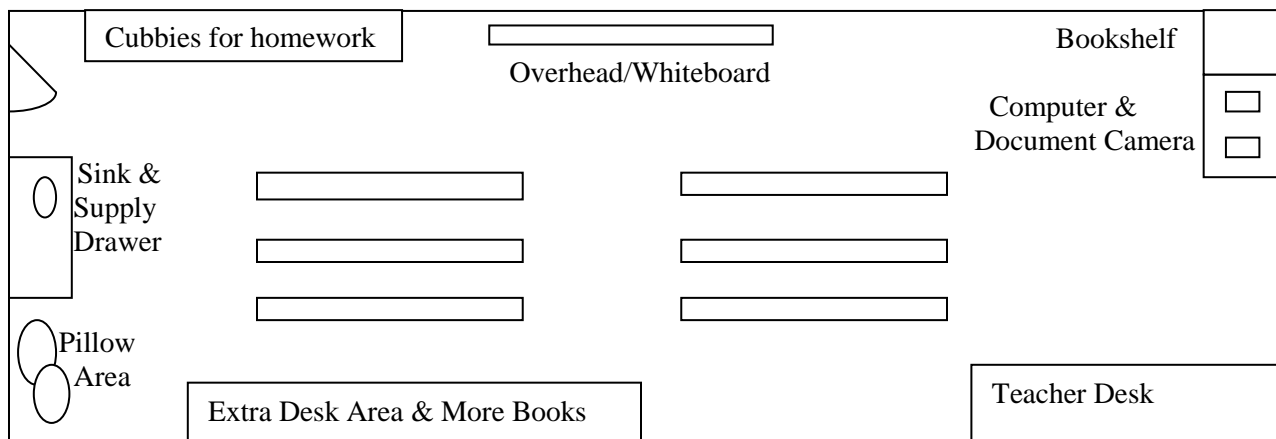 Cubbies for homework
Overhead/Whiteboard
Bookshelf
Computer &
Document Camera
Sink &
Supply
Drawer
Pillow
Area
Extra Desk Area & More Books
Teacher Desk